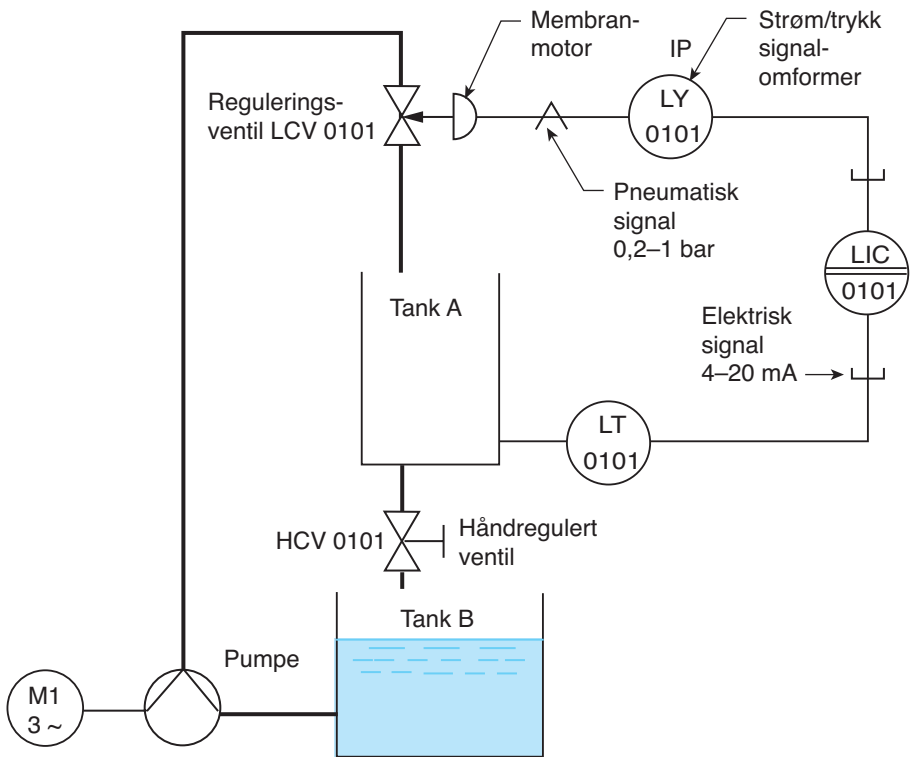 Membran-
motor
IP
Strøm/trykk
signal-
omformer
Regulerings-
ventil LCV 0101
LY
0101
Pneumatisk
signal
0,2–1 bar
LIC
0101
Tank A
Elektrisk
signal
4–20 mA
LT
0101
HCV 0101
Håndregulert
ventil
Tank B
Pumpe
M1
3 ~